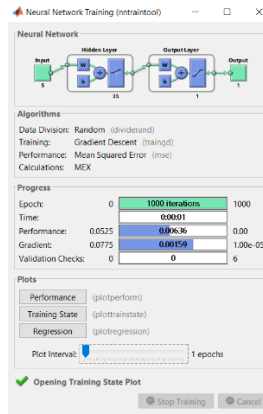 Neural Network Training (nntraintool)
Neural Network
Hidden Layer Output Layer
Input Output
W W
b b
5 35 1 1
Algorithms
Data Division: Random (dividerand)
Training: Gradient Descent (traingd)
Performance: Mean Squared Error (mse)
Calculations: MEX
Progress
Epoch: 0 1000 iterations 1000
Time: 0:00:01
Performance: 0.0525 0.00636 0.00
Gradient: 0.0775 0.00159 1.00e-05
Validation Checks: 0 0 6
Plots
Performance (plotperform)
Training State (plottrainstate)
Regression (plotregression)
Plot Interval: 1 epochs
Opening Training State Plot
Stop Training Cancel